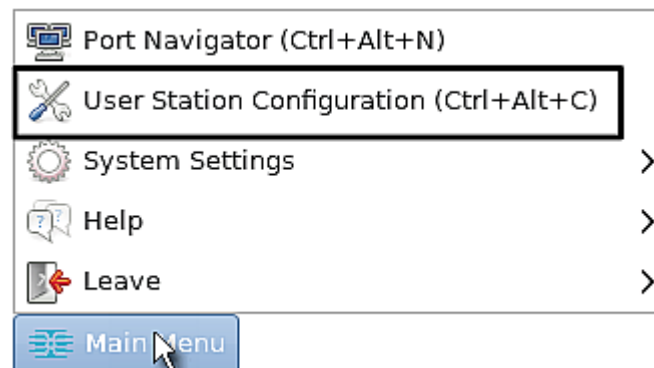 Port Navigator (Ctrl+Alt+N)
User Station Configuration (Ctrl+Alt+C)
System Settings
Help
Leave
Main Menu